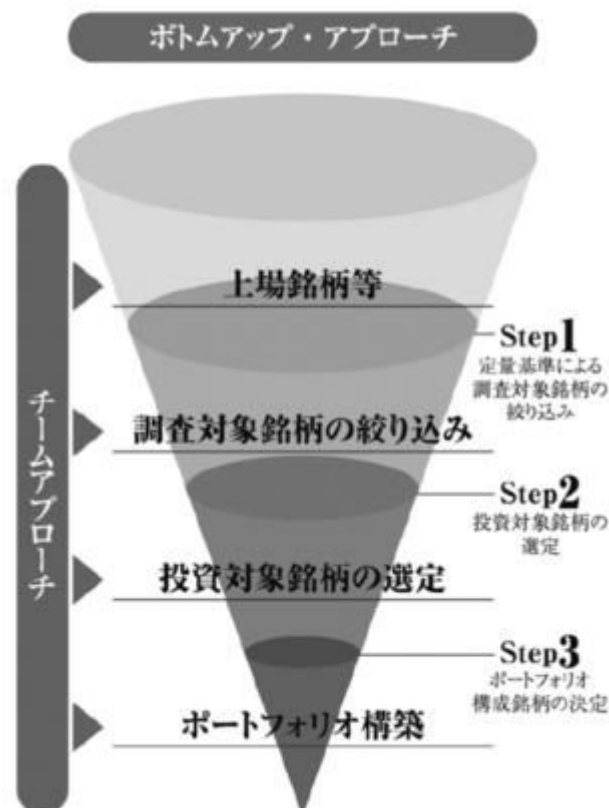 ボトムアップ・アプローチ
チームアプローチ
上場銘柄等
Step1
定量基準による
調査対象銘柄の
絞り込み
調査対象銘柄の絞り込み
Step2
投資対象銘柄の
選定
投資対象銘柄の選定
Step3
ポートフォリオ
構成銘柄の決定
ポートフォリオ構築